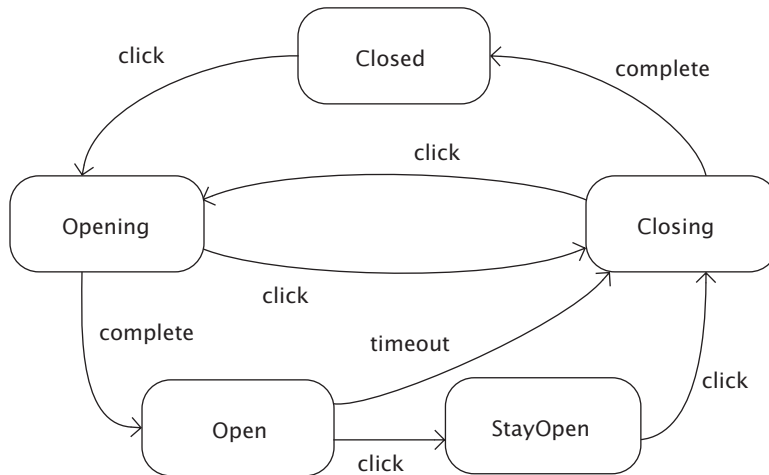 Closed
click
complete
click
Opening
Closing
click
complete
timeout
click
Open
StayOpen
click